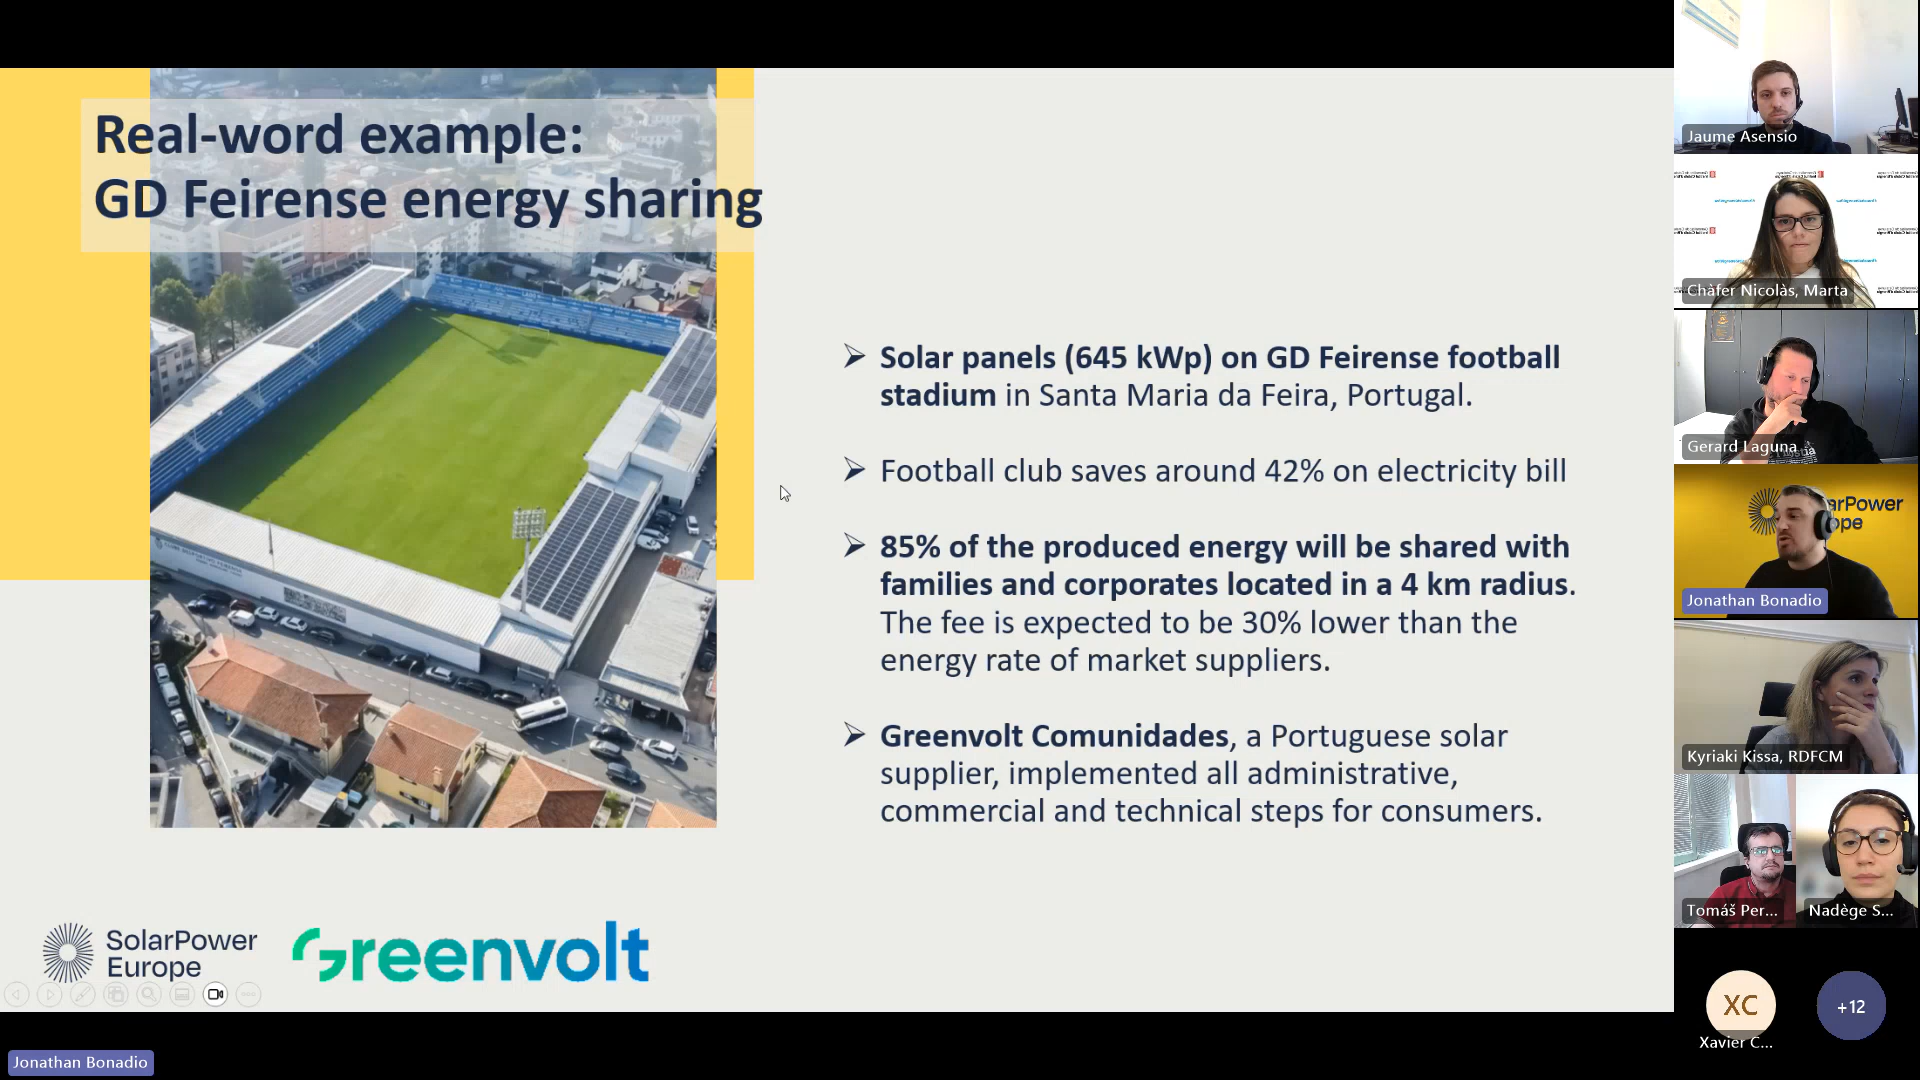 Real-word example:
GD Feirense energy sharing
➢ Solar panels (645 kWp) on GD Feirense football
stadium in Santa Maria da Feira, Portugal.
➢ Football club saves around 42% on electricity bill
➢ 85% of the produced energy will be shared with
families and corporates located in a 4 km radius.
The fee is expected to be 30% lower than the
energy rate of market suppliers.
➢ Greenvolt Comunidades, a Portuguese solar
supplier, implemented all administrative,
commercial and technical steps for consumers.
SolarPower
Europe
Greenvolt
Jonathan Bonadio
Jaume Asensio
Chàfer Nicolàs, Marta
Gerard Laguna
arPower
ope
Jonathan Bonadio
Kyriaki Kissa, RDFCM
Tomáš Per...
Nadège S...
XC
Xavier C...
+12